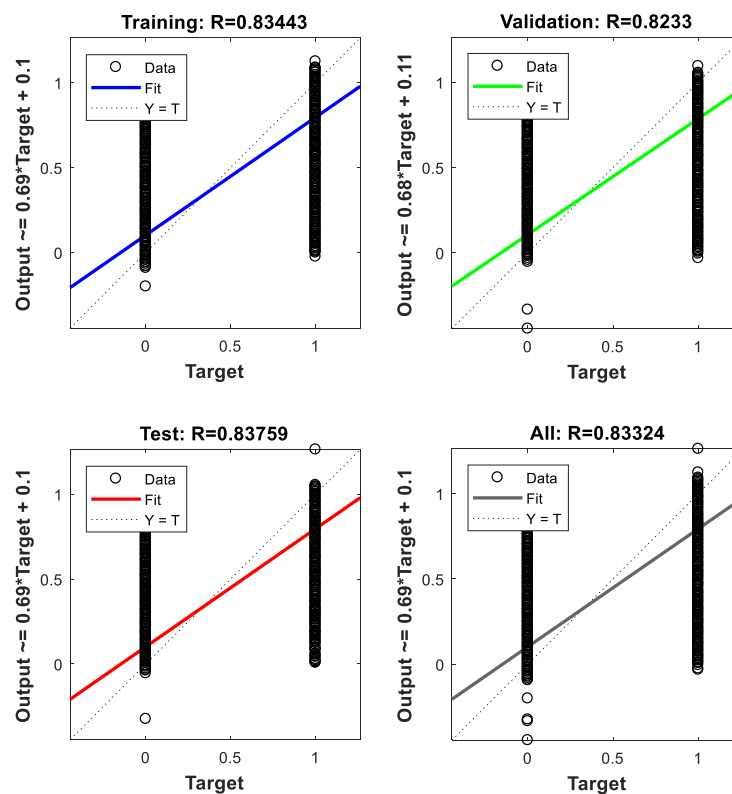 Training: R=0.83443
Output ~= 0.69*Target + 0.1
1
0.5
0
Data
Fit
Y = T
0
0.5
1
Target
Validation: R=0.8233
Output ~= 0.68*Target + 0.11
1
0.5
0
Data
Fit
Y = T
0
0.5
1
Target
Test: R=0.83759
Output ~= 0.69*Target + 0.1
1
0.5
0
Data
Fit
Y = T
0
0.5
1
Target
All: R=0.83324
Output ~= 0.69*Target + 0.1
1
0.5
0
Data
Fit
Y = T
0
0.5
1
Target